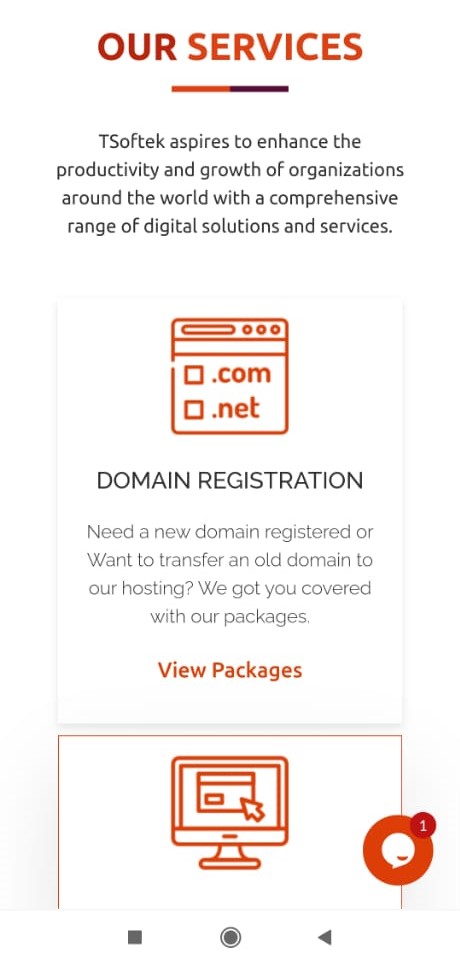 OUR SERVICES
TSoftek aspires to enhance the
productivity and growth of organizations
around the world with a comprehensive
range of digital solutions and services.
.com
.net
DOMAIN REGISTRATION
Need a new domain registered or
Want to transfer an old domain to
our hosting? We got you covered
with our packages.
View Packages
1